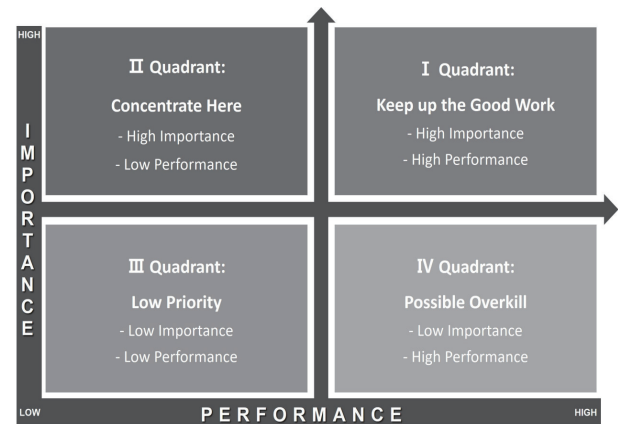 HIGH
IMPORTANCE
LOW
Ⅱ Quadrant:
Concentrate Here
- High Importance
- Low Performance
Ⅰ Quadrant:
Keep up the Good Work
- High Importance
- High Performance
Ⅲ Quadrant:
Low Priority
- Low Importance
- Low Performance
Ⅳ Quadrant:
Possible Overkill
- Low Importance
- High Performance
PERFORMANCE
HIGH